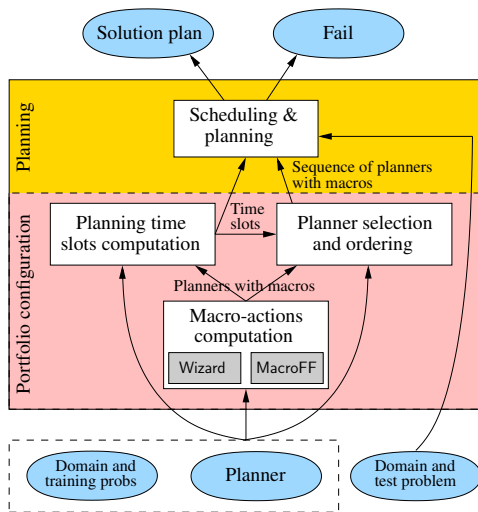 Solution plan
Fail
Planning
Scheduling &
planning
Sequence of planners
with macros
Portfolio configuration
Planning time
slots computation
Time
slots
Planner selection
and ordering
Planners with macros
Macro-actions
computation
Wizard
MacroFF
Domain and
training probs
Planner
Domain and
test problem